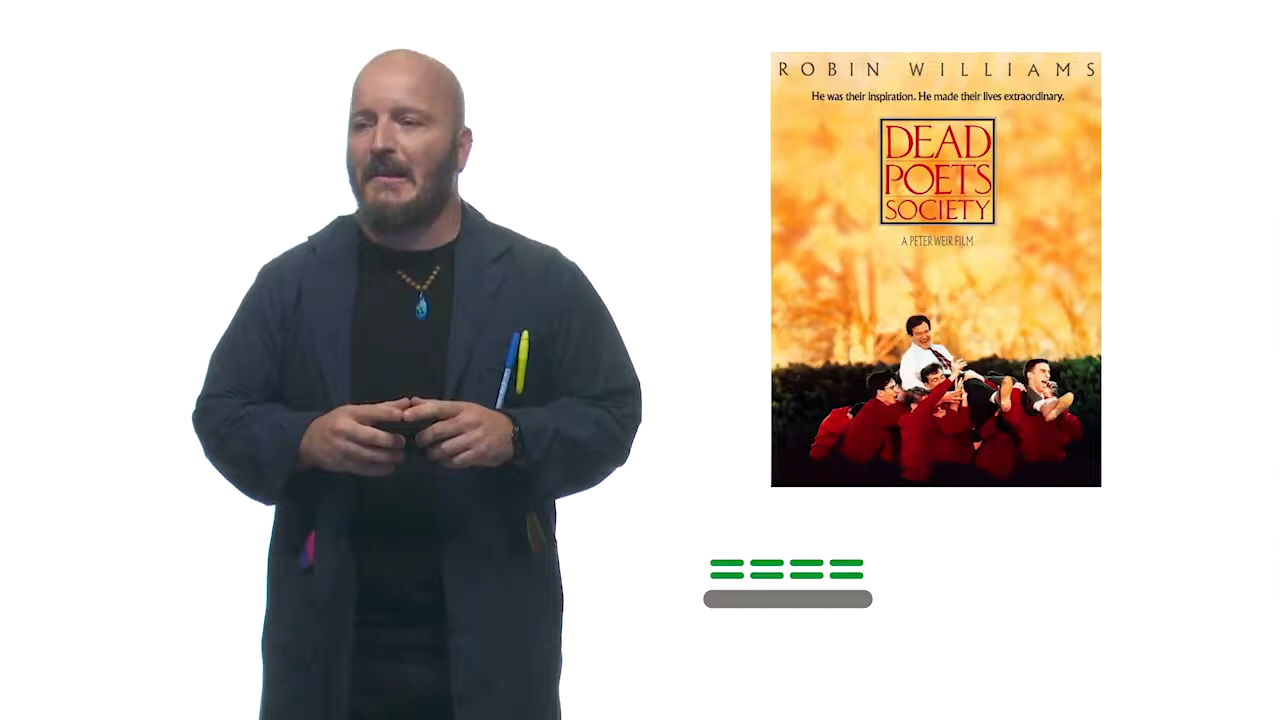 ROBIN WILLIAMS
He was their inspiration. He made their lives extraordinary.
DEAD
POETS
SOCIETY
A PETER WEIR FILM